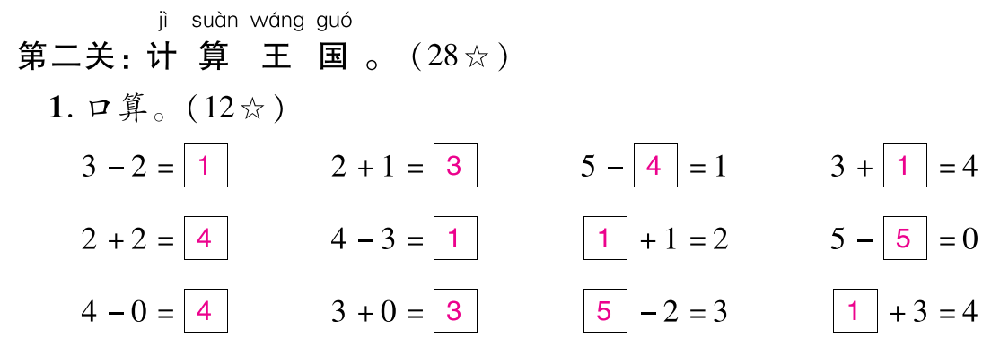 jì suàn wáng guó
第二关：计 算 王 国 。（28☆）
1. 口算。（12☆）
3－2＝1 2＋1＝3 5－4＝1 3＋1＝4
2＋2＝4 4－3＝1 1＋1＝2 5－5＝0
4－0＝4 3＋0＝3 5－2＝3 1＋3＝4